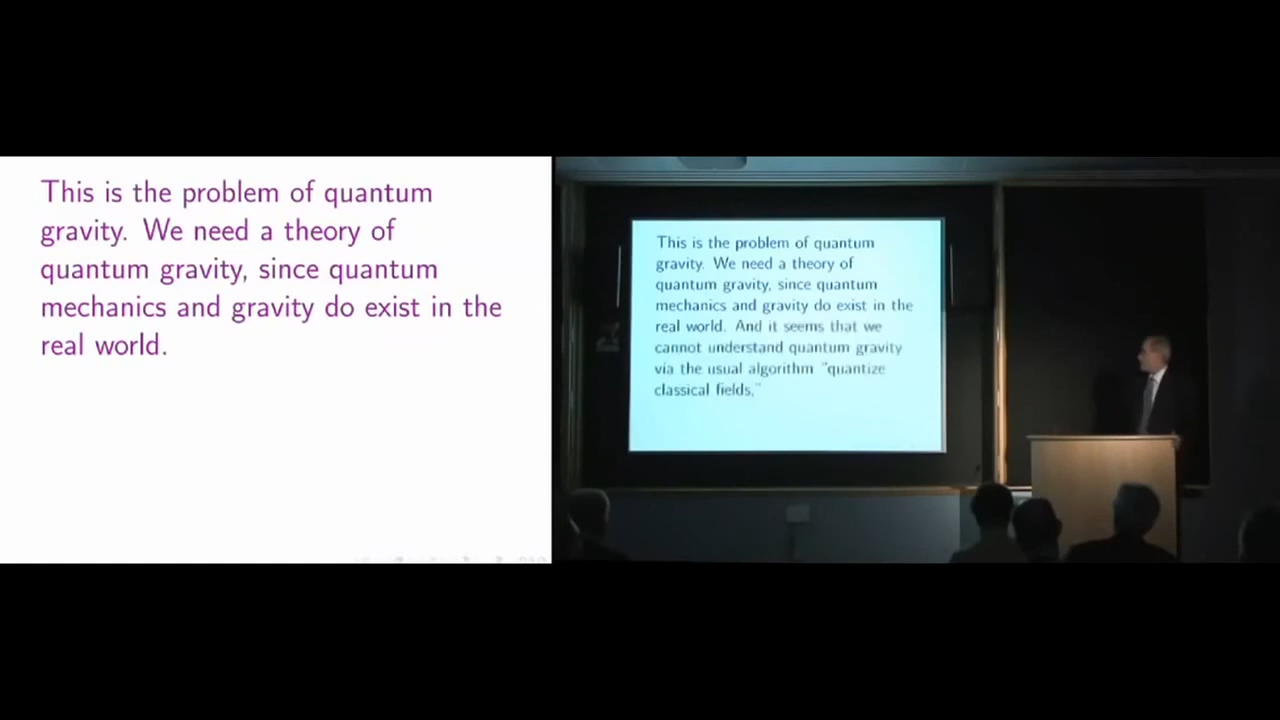 This is the problem of quantum
gravity. We need a theory of
quantum gravity, since quantum
mechanics and gravity do exist in the
real world.
This is the problem of quantum
gravity. We need a theory of
quantum gravity, since quantum
mechanics and gravity do exist in the
real world. And it seems that we
cannot understand quantum gravity
via the usual algorithm "quantize
classical fields,"